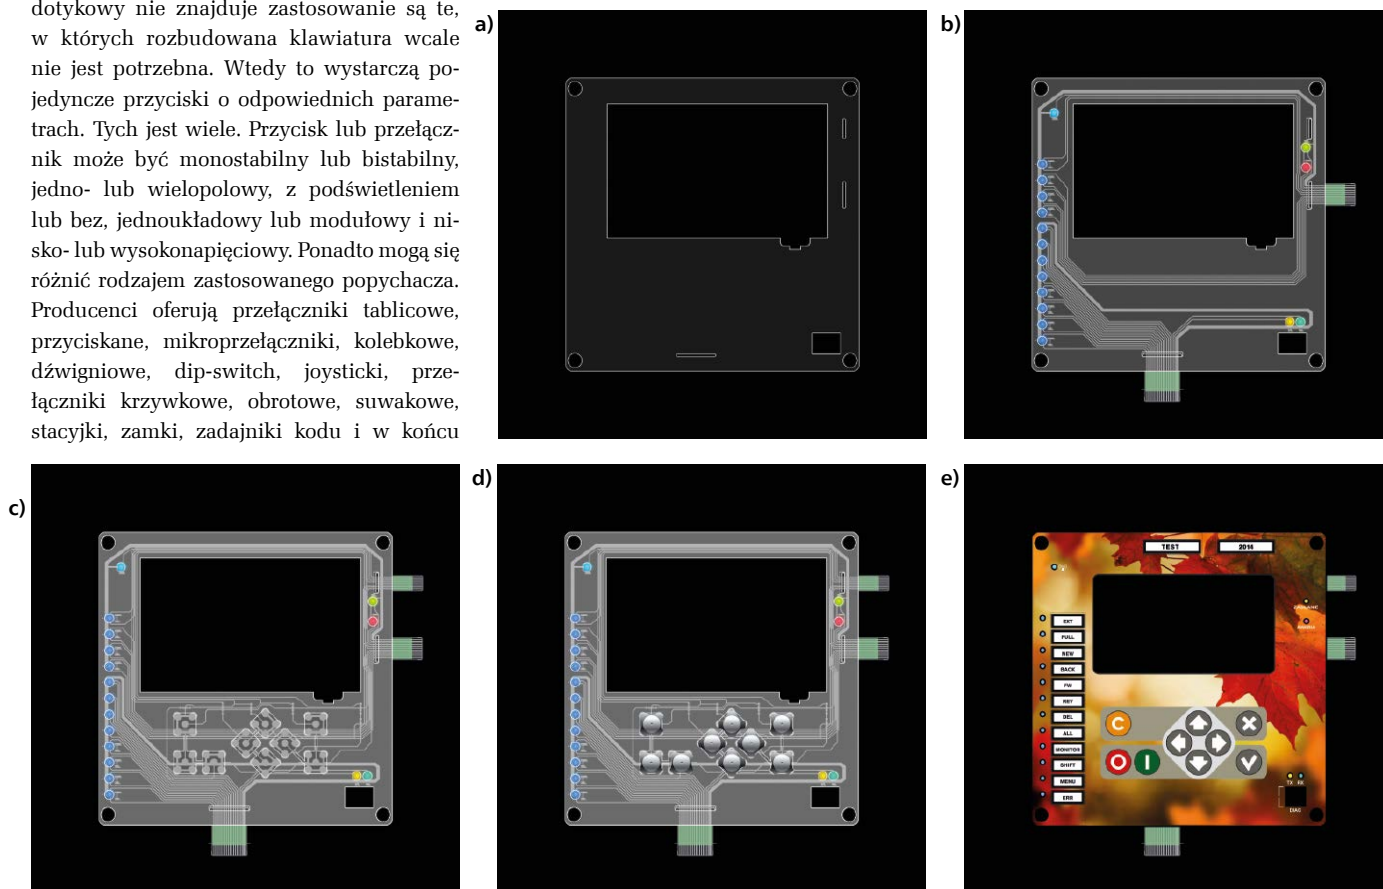 dotykowy nie znajduje zastosowanie są te,
w których rozbudowana klawiatura wcale
nie jest potrzebna. Wtedy to wystarczą po-
jedyncze przyciski o odpowiednich parame-
trach. Tych jest wiele. Przycisk lub przełącz-
nik może być monostabilny lub bistabilny,
jedno- lub wielopolowy, z podświetleniem
lub bez, jednoukładowy lub modułowy i ni-
sko- lub wysokonapięciowy. Ponadto mogą się
różnić rodzajem zastosowanego popychacza.
Producenci oferują przełączniki tablicowe,
przyciskane, mikroprzełączniki, kolebkowe,
dźwigniowe, dip-switch, joysticki, prze-
łączniki krzywkowe, obrotowe, suwakowe,
stacyjki, zamki, zadajniki kodu i w końcu
a)
b)
c)
d)
e)
TEST
2016
EXT
FULL
NEW
BACK
FW
DEL
ALL
MONITOR
SHIFT
MENU
ERR
C
TX RX